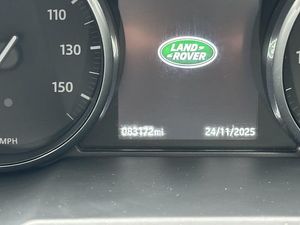 110
130
150
MPH
LAND-
ROVER
083172mi 24/11/2025